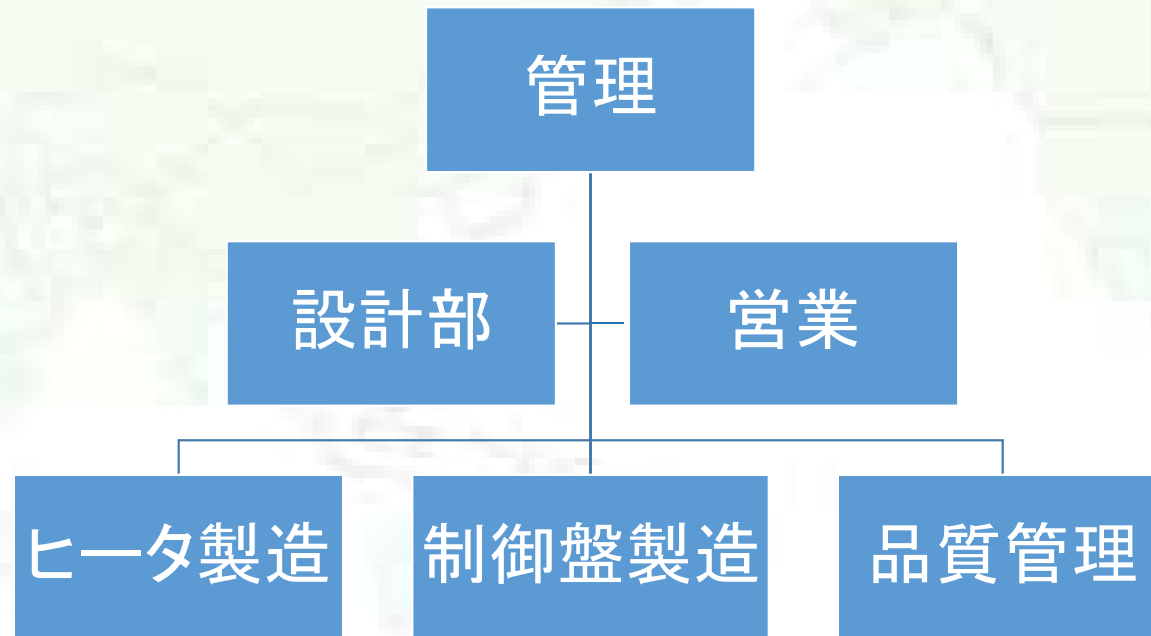 管理
設計部
営業
ヒータ製造
制御盤製造
品質管理